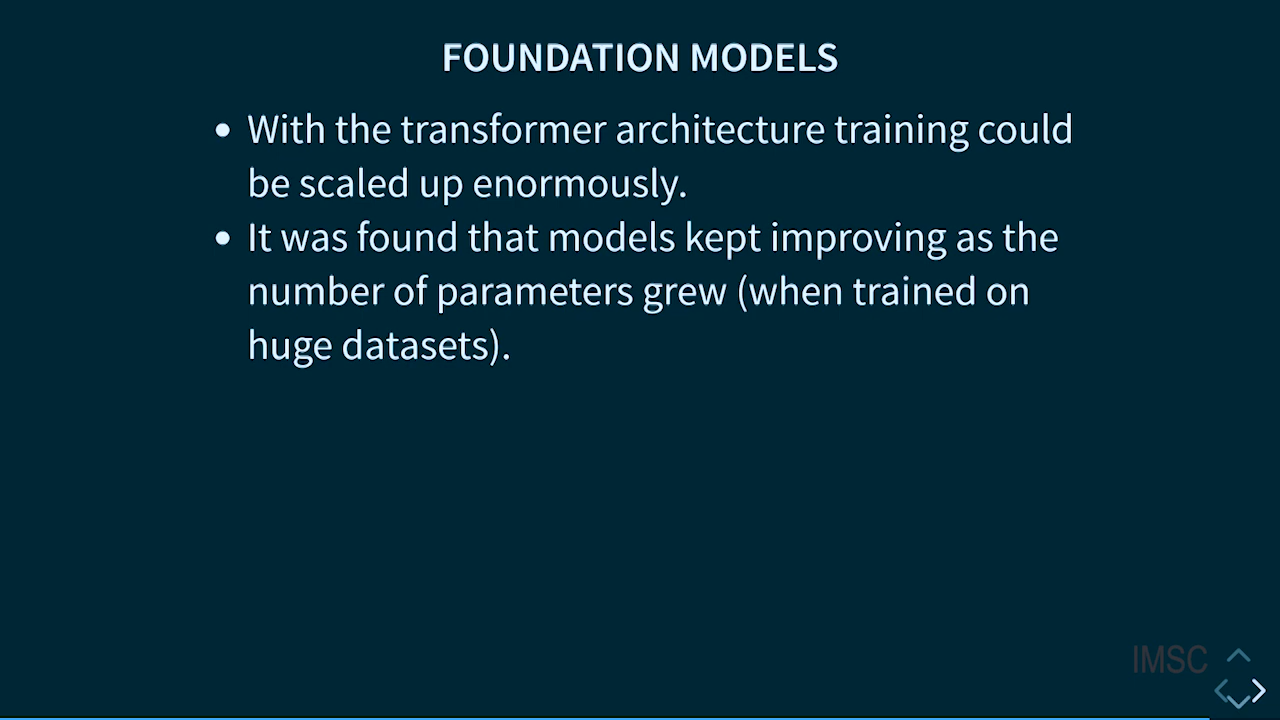 FOUNDATION MODELS
• With the transformer architecture training could
be scaled up enormously.
• It was found that models kept improving as the
number of parameters grew (when trained on
huge datasets).
IMSC